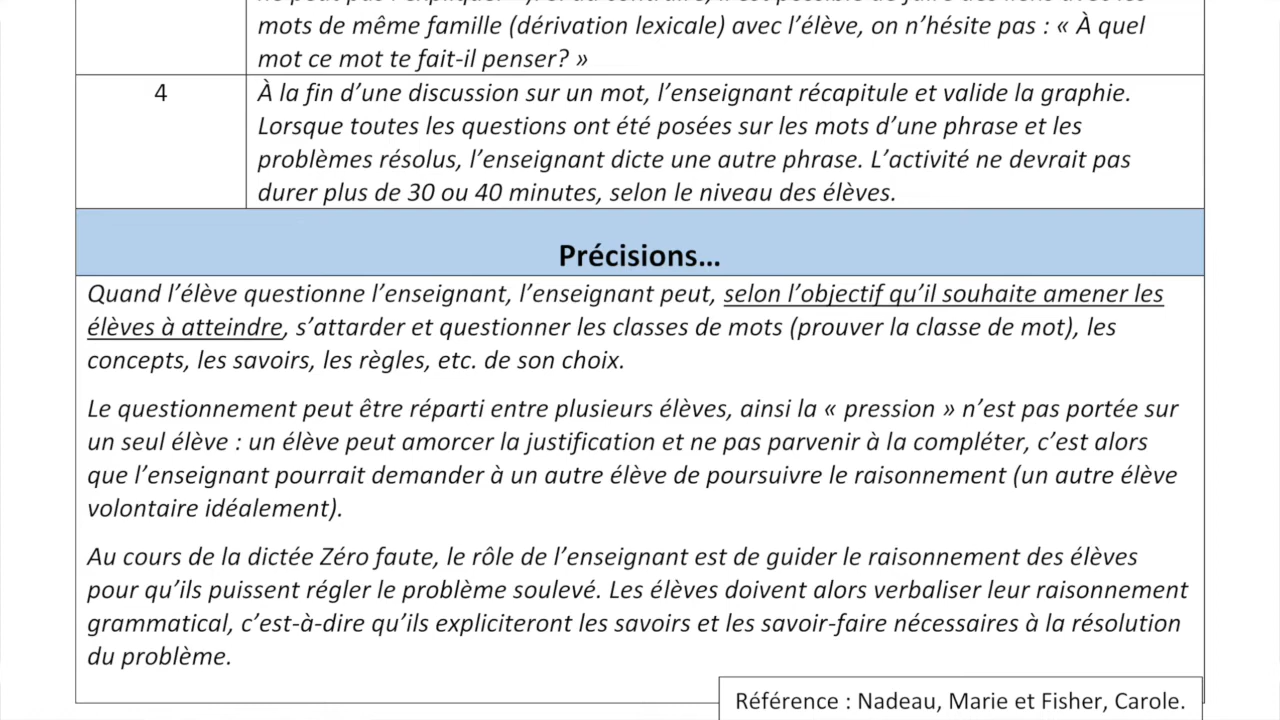 mots de même famille (dérivation lexicale) avec l’élève, on n’hésite pas : « À quel
mot ce mot te fait-il penser? »
4
À la fin d’une discussion sur un mot, l’enseignant récapitule et valide la graphie.
Lorsque toutes les questions ont été posées sur les mots d’une phrase et les
problèmes résolus, l’enseignant dicte une autre phrase. L’activité ne devrait pas
durer plus de 30 ou 40 minutes, selon le niveau des élèves.
Précisions…
Quand l’élève questionne l’enseignant, l’enseignant peut, selon l’objectif qu’il souhaite amener les
élèves à atteindre, s’attarder et questionner les classes de mots (prouver la classe de mot), les
concepts, les savoirs, les règles, etc. de son choix.
Le questionnement peut être réparti entre plusieurs élèves, ainsi la « pression » n’est pas portée sur
un seul élève : un élève peut amorcer la justification et ne pas parvenir à la compléter, c’est alors
que l’enseignant pourrait demander à un autre élève de poursuivre le raisonnement (un autre élève
volontaire idéalement).
Au cours de la dictée Zéro faute, le rôle de l’enseignant est de guider le raisonnement des élèves
pour qu’ils puissent régler le problème soulevé. Les élèves doivent alors verbaliser leur raisonnement
grammatical, c’est-à-dire qu’ils expliciteront les savoirs et les savoir-faire nécessaires à la résolution
du problème.
Référence : Nadeau, Marie et Fisher, Carole.